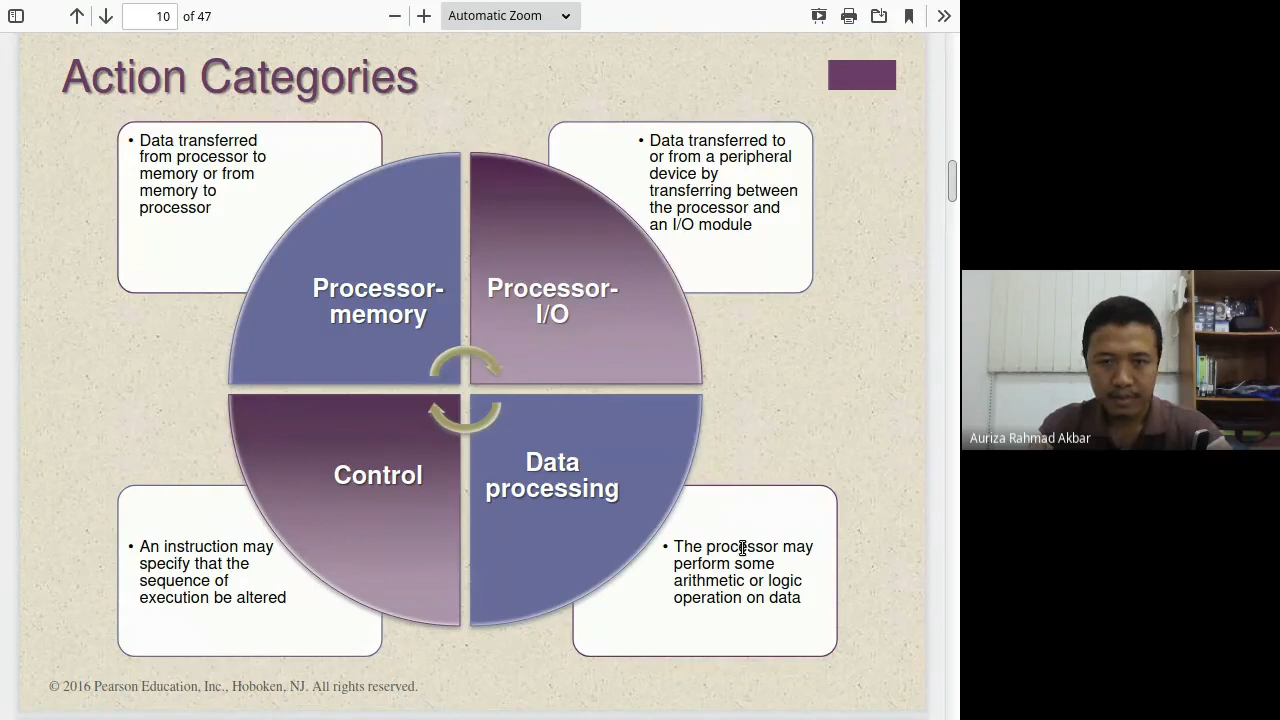 10 of 47
Automatic Zoom
Action Categories
• Data transferred
from processor to
memory or from
memory to
processor
• Data transferred to
or from a peripheral
device by
transferring between
the processor and
an I/O module
Processor-
memory
Processor-
I/O
Control
Data
processing
• An instruction may
specify that the
sequence of
execution be altered
• The processor may
perform some
arithmetic or logic
operation on data
© 2016 Pearson Education, Inc., Hoboken, NJ. All rights reserved.
Auriza Rahmad Akbar